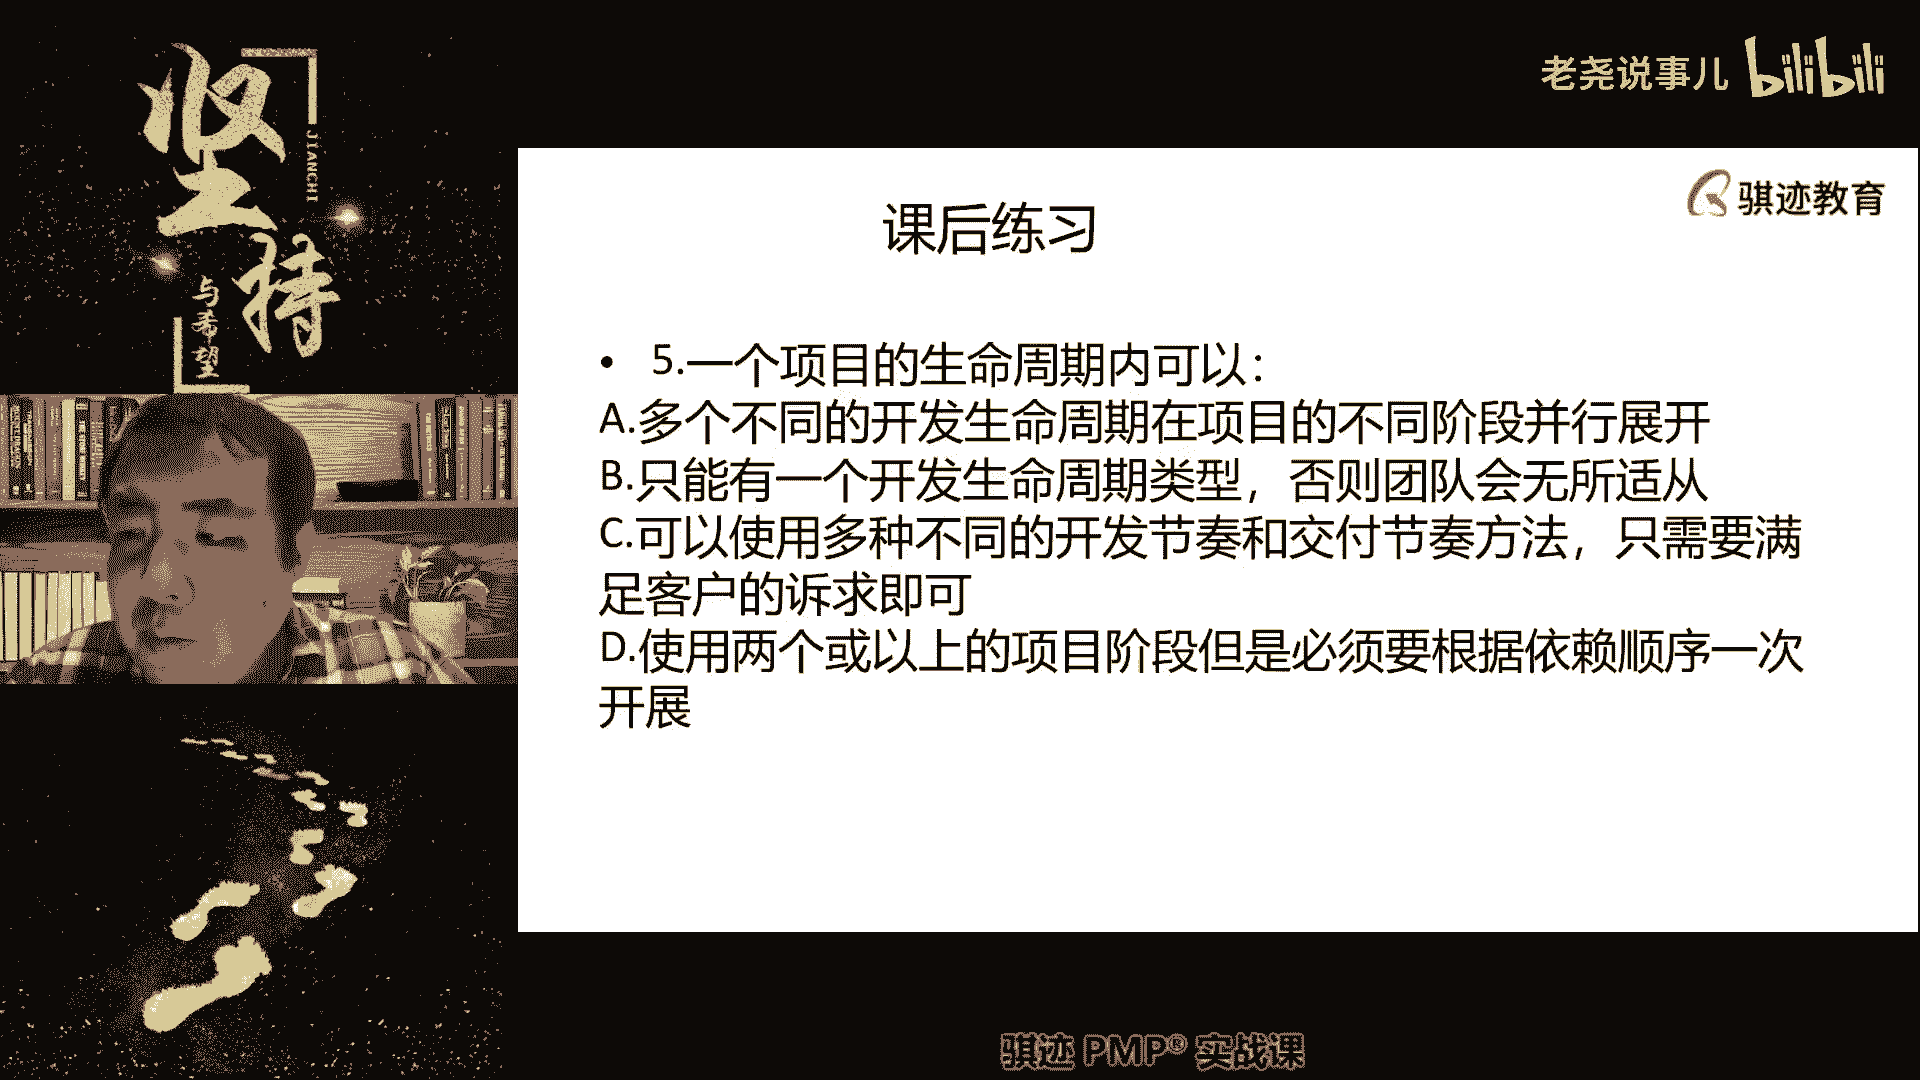 坚持
JIANCHI
与希望
老尧说事儿 bilibili
骐迹教育
课后练习
• 5.一个项目的生命周期内可以：
A.多个不同的开发生命周期在项目的不同阶段并行展开
B.只能有一个开发生命周期类型，否则团队会无所适从
C.可以使用多种不同的开发节奏和交付节奏方法，只需要满
足客户的诉求即可
D.使用两个或以上的项目阶段但是必须要根据依赖顺序一次
开展
骐迹 PMP® 实战课